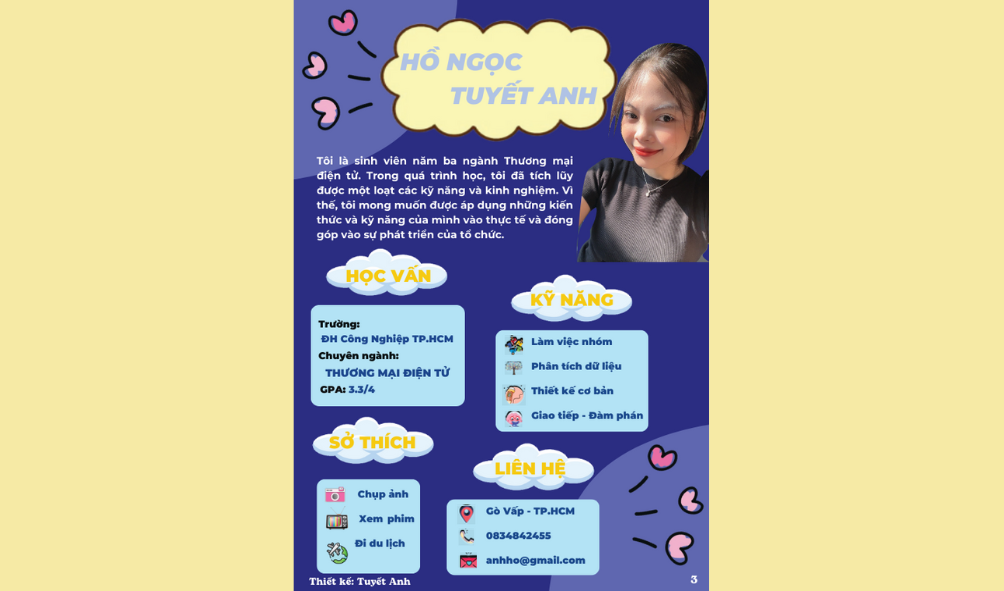 HỒ NGỌC
TUYẾT ANH
Tôi là sinh viên năm ba ngành Thương mại
điện tử. Trong quá trình học, tôi đã tích lũy
được một loạt các kỹ năng và kinh nghiệm. Vì
thế, tôi mong muốn được áp dụng những kiến
thức và kỹ năng của mình vào thực tế và đóng
góp vào sự phát triển của tổ chức.
HỌC VẤN
Trường:
ĐH Công Nghiệp TP.HCM
Chuyên ngành:
THƯƠNG MẠI ĐIỆN TỬ
GPA: 3.3/4
KỸ NĂNG
Làm việc nhóm
Phân tích dữ liệu
Thiết kế cơ bản
Giao tiếp - Đàm phán
SỞ THÍCH
Chụp ảnh
Xem phim
Đi du lịch
LIÊN HỆ
Gò Vấp - TP.HCM
0834842455
anhho@gmail.com
Thiết kế: Tuyết Anh
3